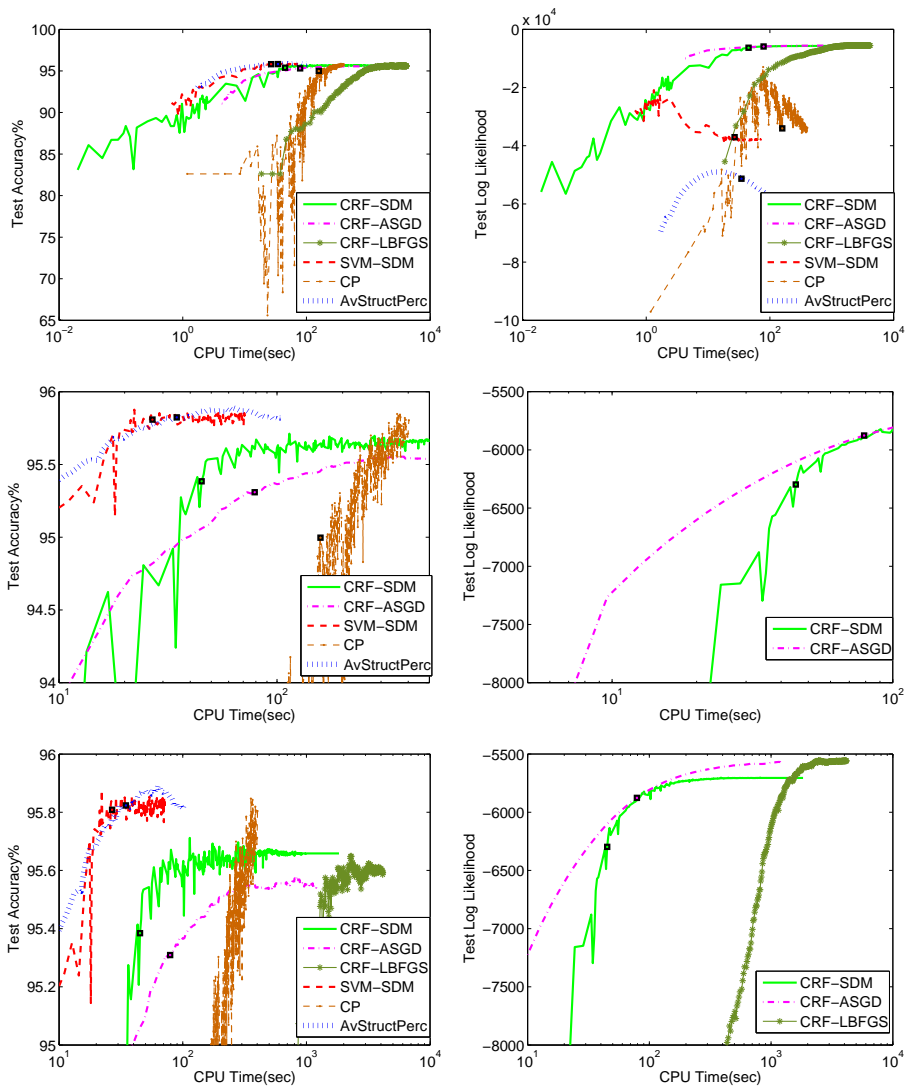 100
95
90
85
80
75
70
65
Test Accuracy%
10^−2
10^0
10^2
10^4
CPU Time(sec)
CRF−SDM
CRF−ASGD
CRF−LBFGS
SVM−SDM
CP
AvStructPerc
x 10^4
0
−2
−4
−6
−8
−10
Test Log Likelihood
10^−2
10^0
10^2
10^4
CPU Time(sec)
CRF−SDM
CRF−ASGD
CRF−LBFGS
SVM−SDM
CP
AvStructPerc
96
95.5
95
94.5
94
Test Accuracy%
10^1
10^2
CPU Time(sec)
CRF−SDM
CRF−ASGD
SVM−SDM
CP
AvStructPerc
−5500
−6000
−6500
−7000
−7500
−8000
Test Log Likelihood
10^1
10^2
CPU Time(sec)
CRF−SDM
CRF−ASGD
96
95.8
95.6
95.4
95.2
95
Test Accuracy%
10^1
10^2
10^3
10^4
CPU Time(sec)
CRF−SDM
CRF−ASGD
CRF−LBFGS
SVM−SDM
CP
AvStructPerc
−5500
−6000
−6500
−7000
−7500
−8000
Test Log Likelihood
10^1
10^2
10^3
10^4
CPU Time(sec)
CRF−SDM
CRF−ASGD
CRF−LBFGS